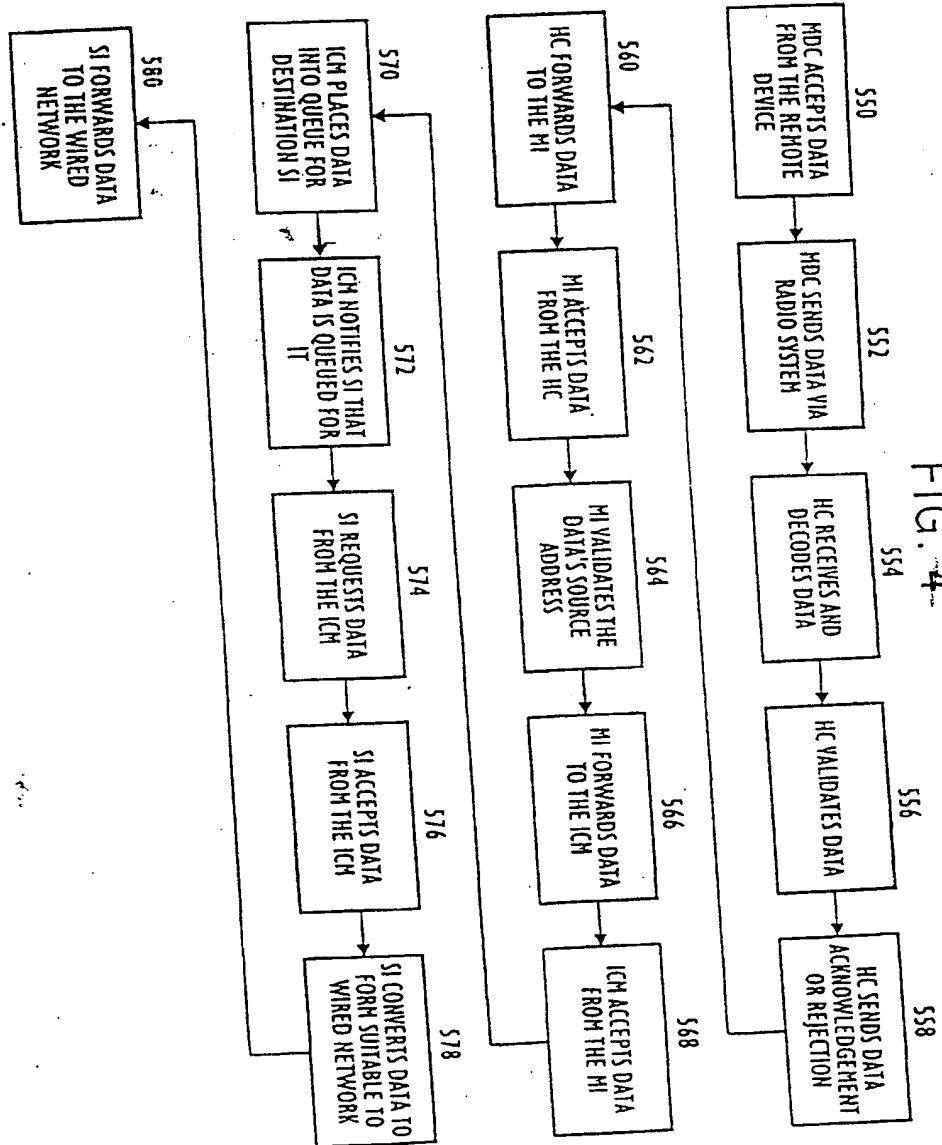 FIG. 4
550
MDC ACCEPTS DATA
FROM THE REMOTE
DEVICE
552
MDC SENDS DATA VIA
RADIO SYSTEM
554
HC RECEIVES AND
DECODES DATA
556
HC VALIDATES DATA
558
HC SENDS DATA
ACKNOWLEDGEMENT
OR REJECTION
560
HC FORWARDS DATA
TO THE MI
562
MI ACCEPTS DATA
FROM THE HC
564
MI VALIDATES THE
DATA'S SOURCE
ADDRESS
566
MI FORWARDS DATA
TO THE ICM
568
ICM ACCEPTS DATA
FROM THE MI
570
ICM PLACES DATA
INTO QUEUE FOR
DESTINATION SI
572
ICM NOTIFIES SI THAT
DATA IS QUEUED FOR
IT
574
SI REQUESTS DATA
FROM THE ICM
576
SI ACCEPTS DATA
FROM THE ICM
578
SI CONVERTS DATA TO
FORM SUITABLE TO
WIRED NETWORK
580
SI FORWARDS DATA
TO THE WIRED
NETWORK